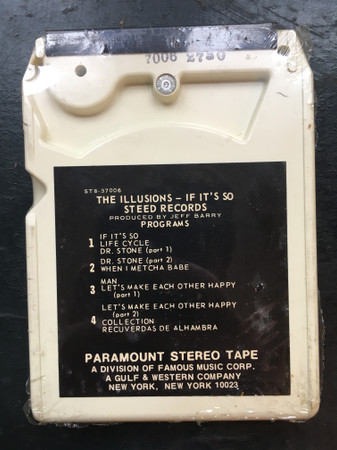 7006 2730
ST8-37006
THE ILLUSIONS – IF IT'S SO
STEED RECORDS
PRODUCED BY JEFF BARRY
PROGRAMS
1 IF IT'S SO
LIFE CYCLE
DR. STONE (part 1)
2 DR. STONE (part 2)
WHEN I METCHA BABE
3 MAN
LET'S MAKE EACH OTHER HAPPY
(part 1)
4 LET'S MAKE EACH OTHER HAPPY
(part 2)
COLLECTION
RECUVERDAS DE ALHAMBRA
PARAMOUNT STEREO TAPE
A DIVISION OF FAMOUS MUSIC CORP.
A GULF & WESTERN COMPANY
NEW YORK, NEW YORK 10023